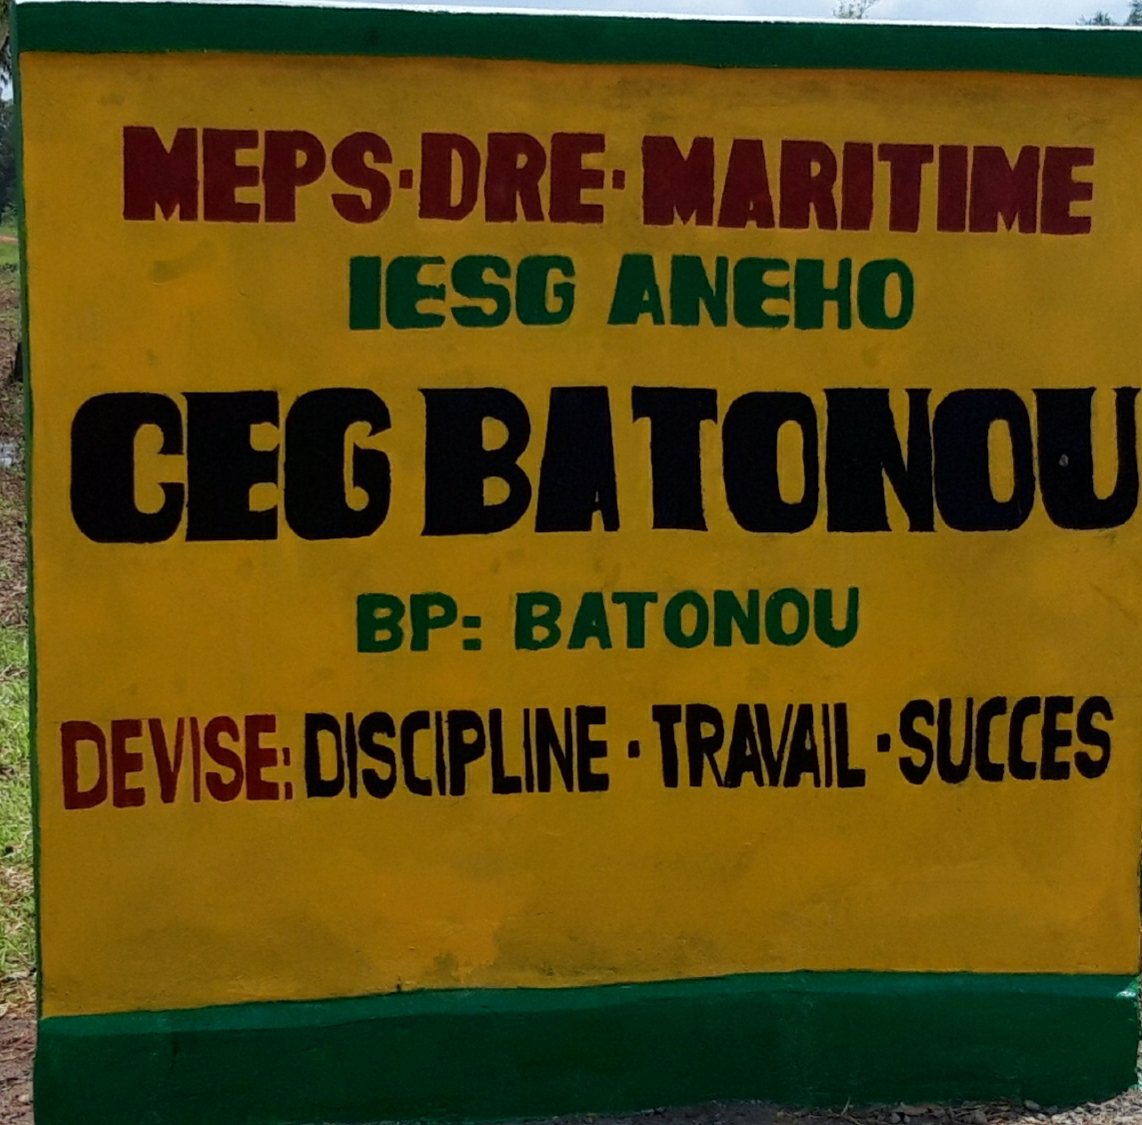 MEPS·DRE·MARITIME
IESG ANEHO
CEG BATONOU
BP: BATONOU
DEVISE: DISCIPLINE · TRAVAIL · SUCCES